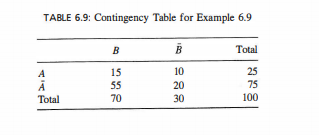 TABLE 6.9: Contingency Table for Example 6.9
B B̄ Total
A 15 10 25
Ā 55 20 75
Total 70 30 100